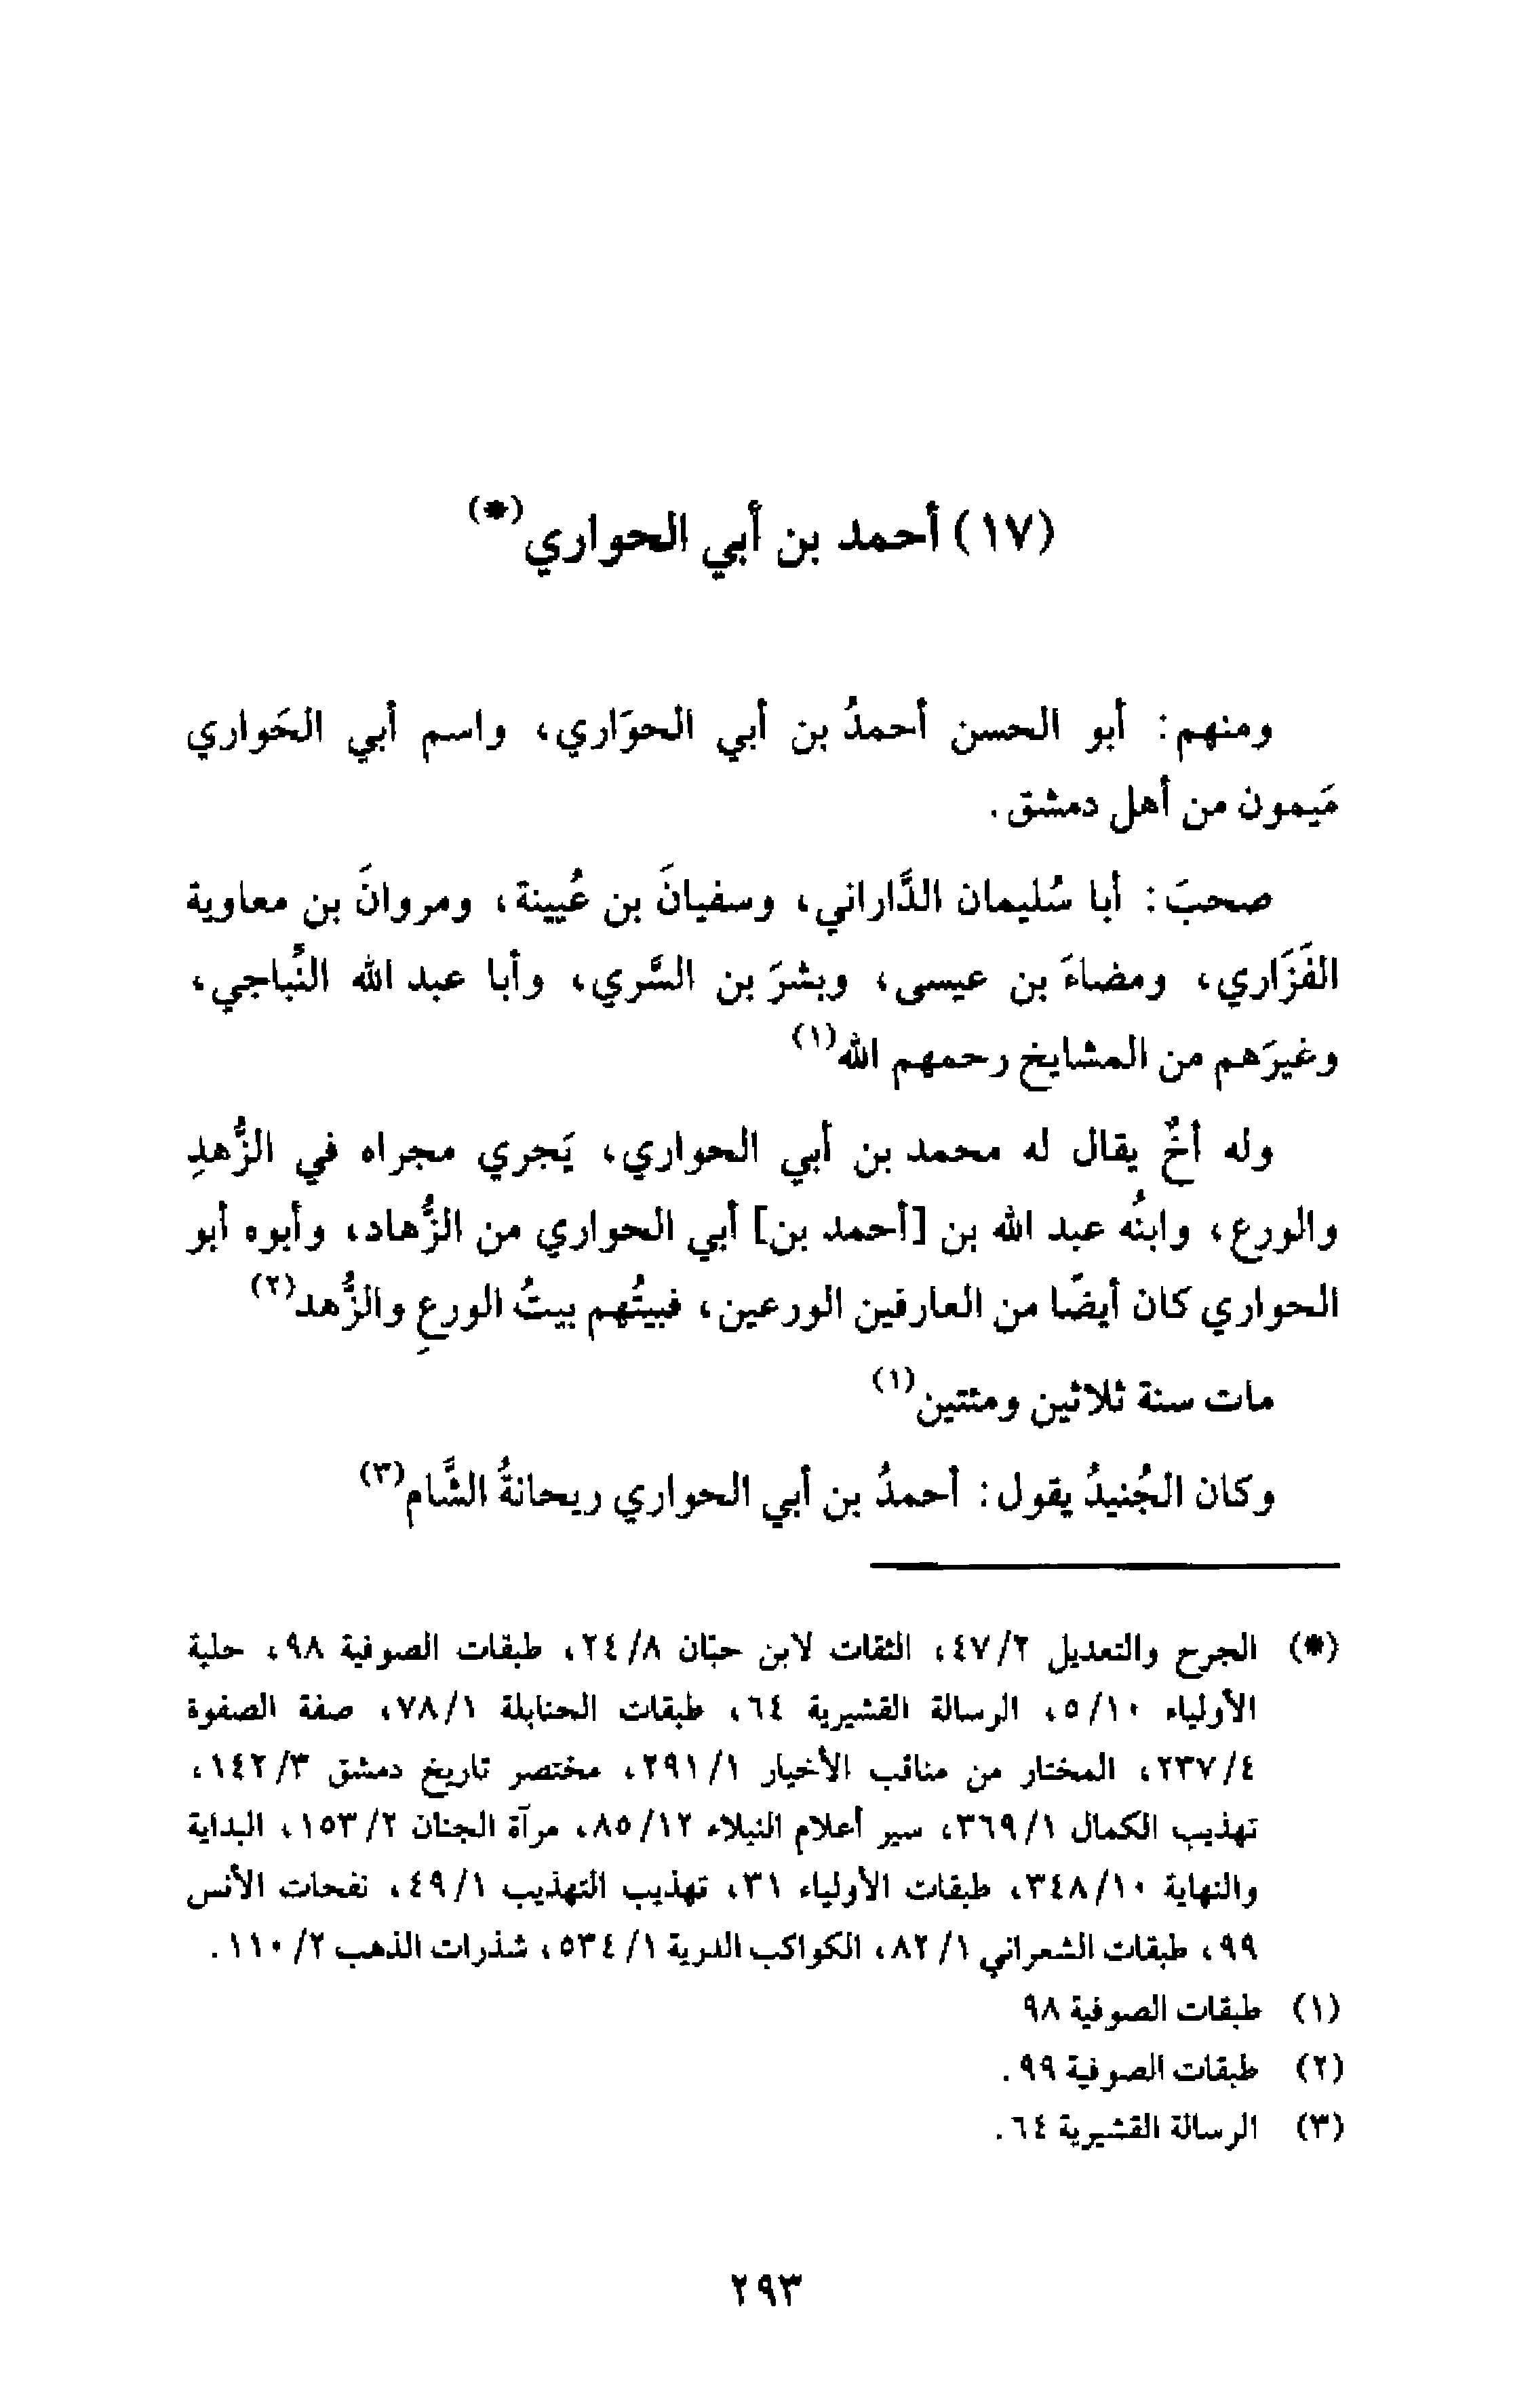 (١٧) أحمد بن أبي الحواري(*)
ومنهم: أبو الحسن أحمدُ بن أبي الحوَاري، واسم أبي الحَواري
مَيمون من أهل دمشق.
صحبَ: أبا سُليمان الدَّاراني، وسفيانَ بن عُيينة، ومروانَ بن معاوية
الفَزَاري، ومضاءَ بن عيسى، وبشرَ بن السَّري، وأبا عبد الله النِّباجي،
وغيرَهم من المشايخ رحمهم الله(١)
وله أخٌ يقال له محمد بن أبي الحواري، يَجري مجراه في الزُّهدِ
والورع، وابنُه عبد الله بن [أحمد بن] أبي الحواري من الزُّهاد، وأبوه أبو
الحواري كان أيضًا من العارفين الورعين، فبيتُهم بيتُ الورعِ والزُّهد(٢)
مات سنة ثلاثين ومئتين(١)
وكان الجُنيدُ يقول: أحمدُ بن أبي الحواري ريحانةُ الشَّام(٣)
(*) الجرح والتعديل ٤٧/٢، الثقات لابن حبّان ٢٤/٨، طبقات الصوفية ٩٨، حلية
الأولياء ٥/١٠، الرسالة القشيرية ٦٤، طبقات الحنابلة ٧٨/١، صفة الصفوة
٢٣٧/٤، المختار من مناقب الأخيار ٢٩١/١، مختصر تاريخ دمشق ١٤٢/٣،
تهذيب الكمال ٣٦٩/١، سير أعلام النبلاء ٨٥/١٢، مرآة الجنان ١٥٣/٢، البداية
والنهاية ٣٤٨/١٠، طبقات الأولياء ٣١، تهذيب التهذيب ٤٩/١، نفحات الأنس
٩٩، طبقات الشعراني ٨٢/١، الكواكب الدرية ٥٣٤/١، شذرات الذهب ١١٠/٢.
(١) طبقات الصوفية ٩٨
(٢) طبقات الصوفية ٩٩.
(٣) الرسالة القشيرية ٦٤.
٢٩٣